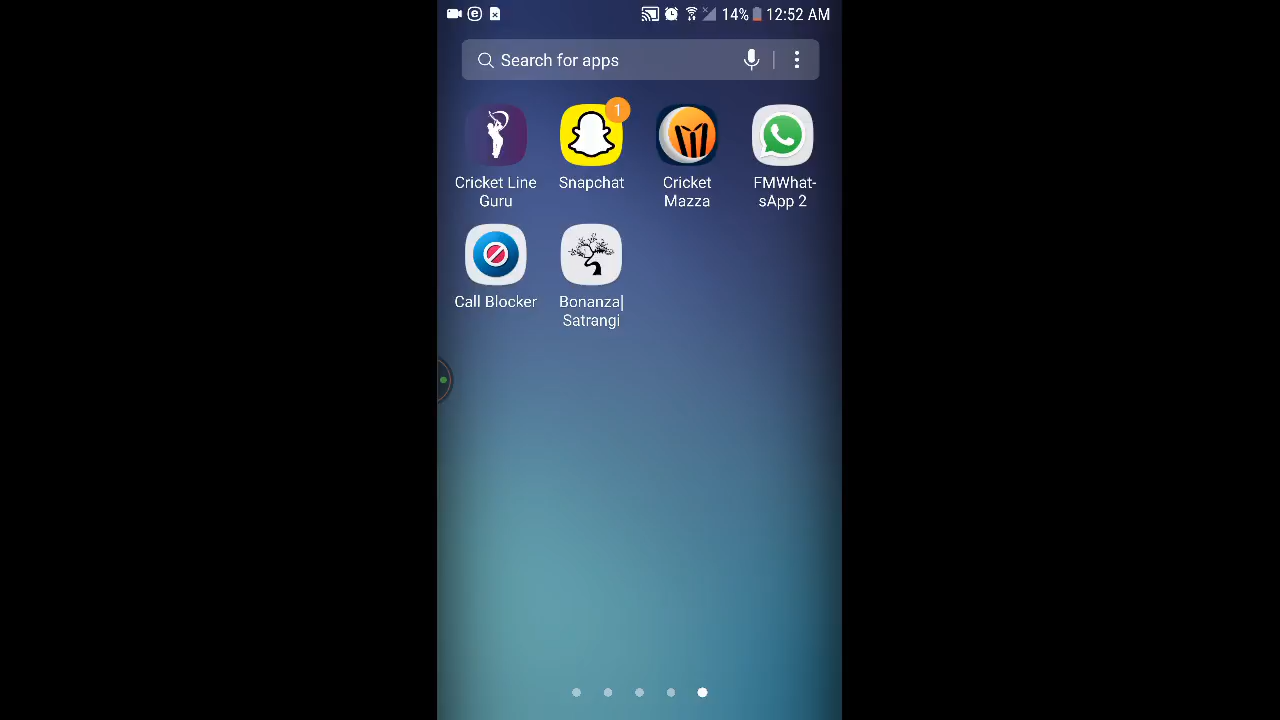 14% 12:52 AM
Search for apps
1
Cricket Line
Guru
Snapchat
Cricket
Mazza
FMWhat-
sApp 2
Call Blocker
Bonanza|
Satrangi